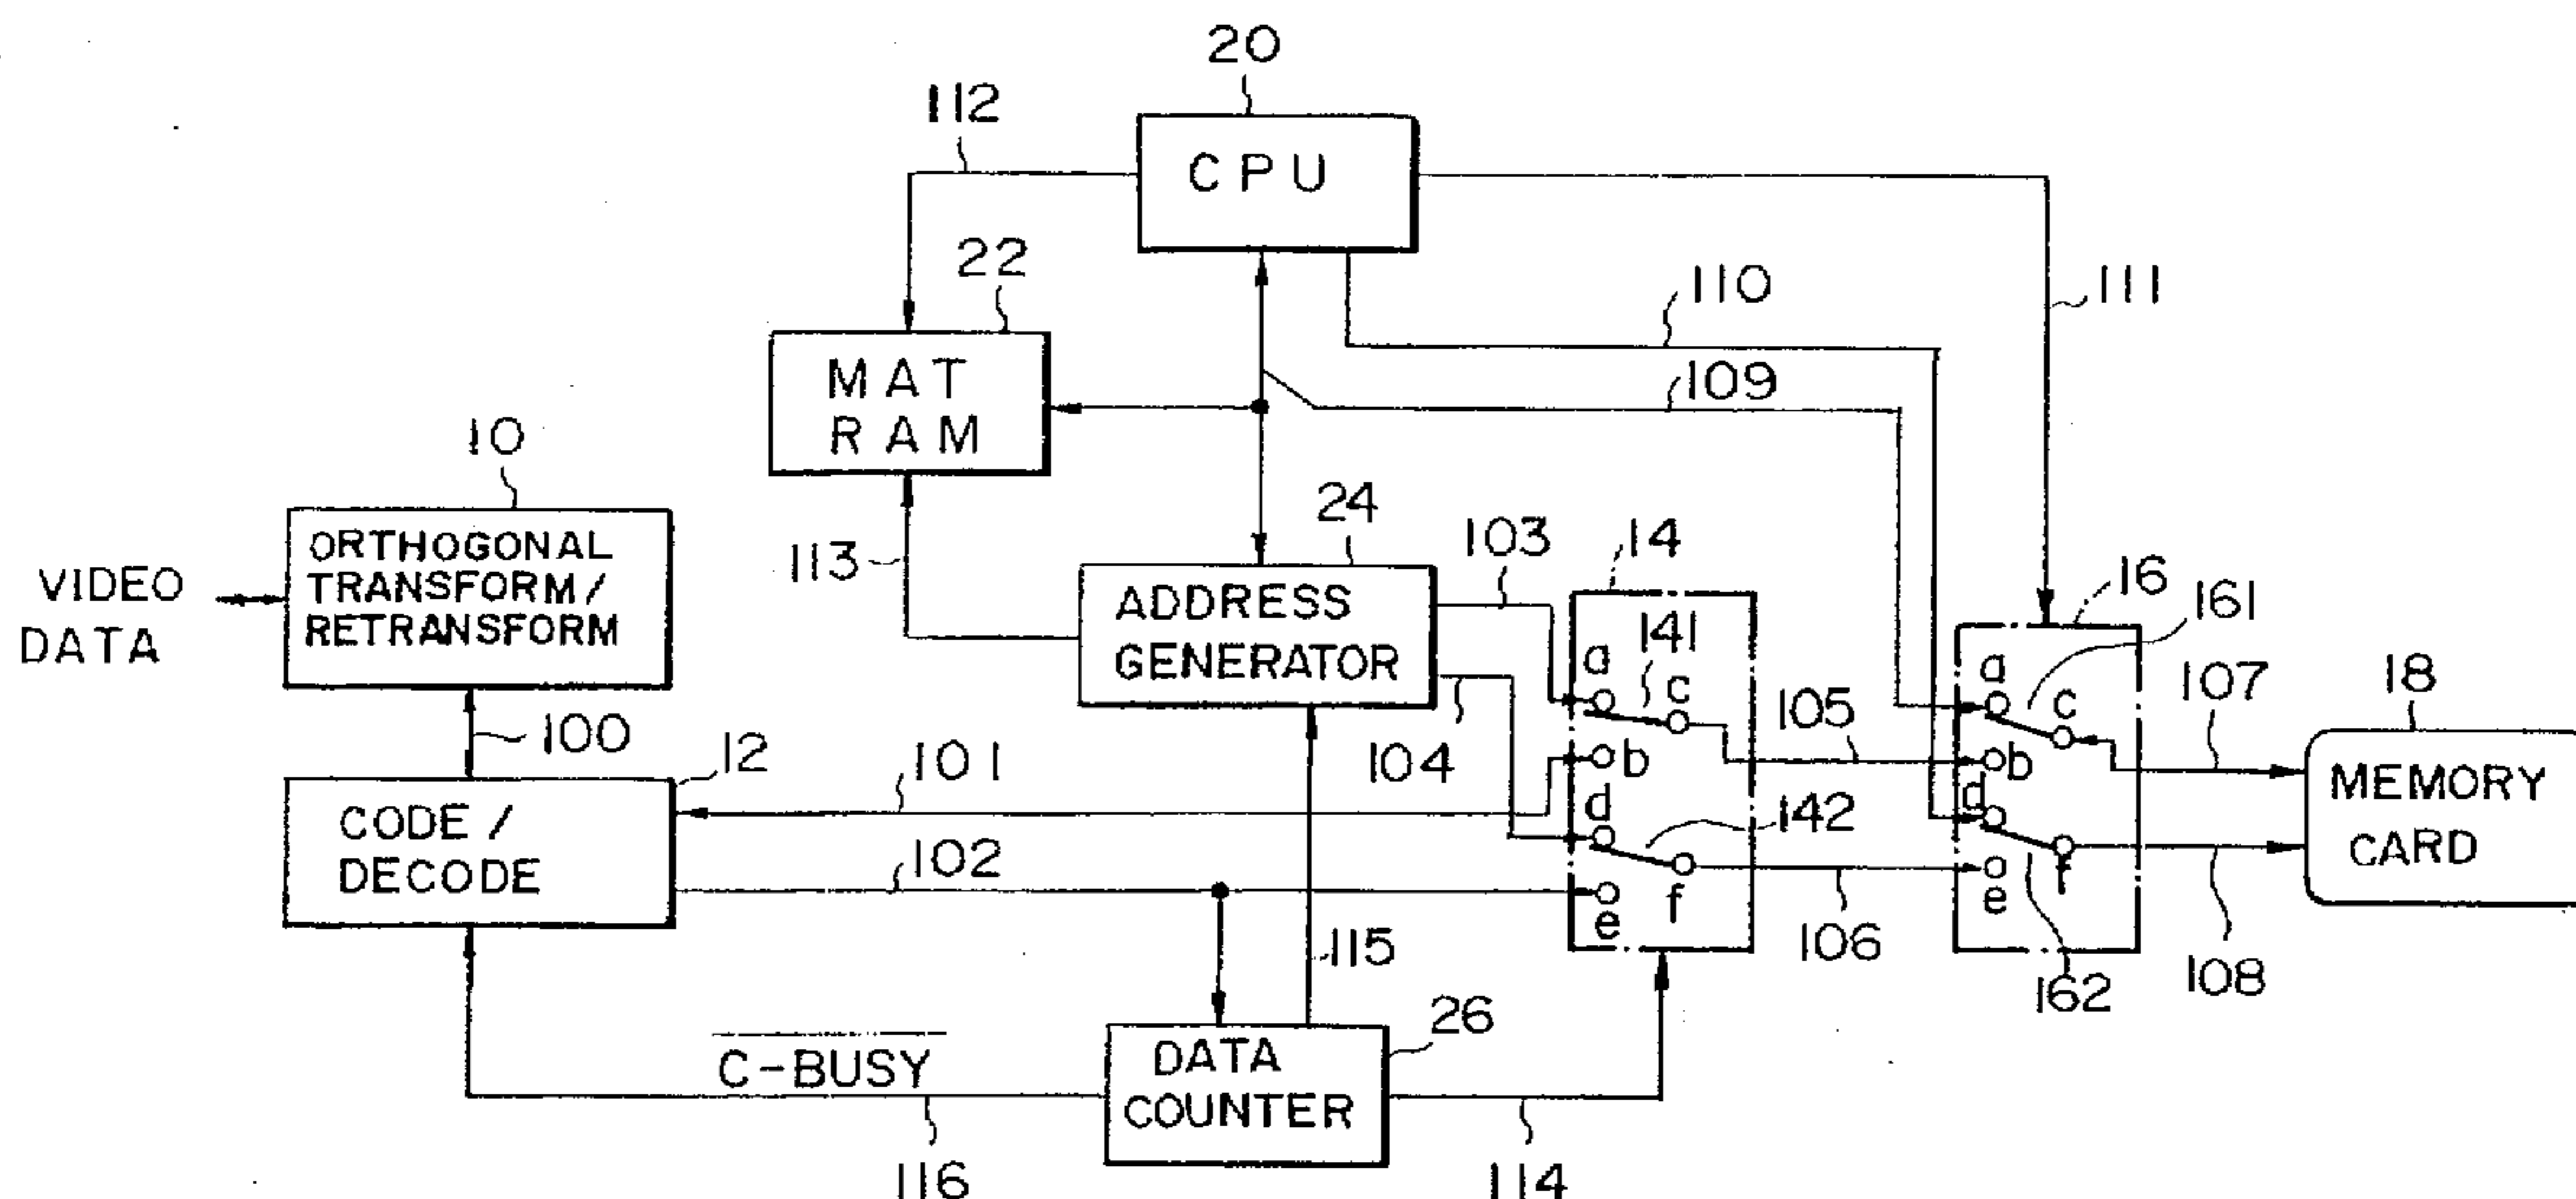 20
112
CPU
22
110
111
MAT
RAM
109
10
24
103
14
16
161
ORTHOGONAL
TRANSFORM/
RETRANSFORM
VIDEO
DATA
113
ADDRESS
GENERATOR
141
a
c
a
c
107
18
100
12
101
104
b
105
b
MEMORY
CARD
d
142
d
CODE/
DECODE
102
e
f
106
e
f
108
115
162
26
C-BUSY
DATA
COUNTER
116
114